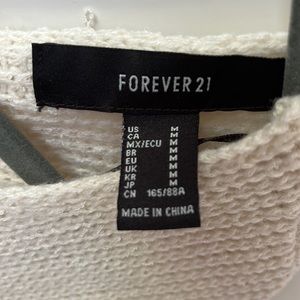 FOREVER 21
US M
CA M
MX/ECU M
BR M
EU M
UK M
KR M
JP M
CN 165/88A
MADE IN CHINA